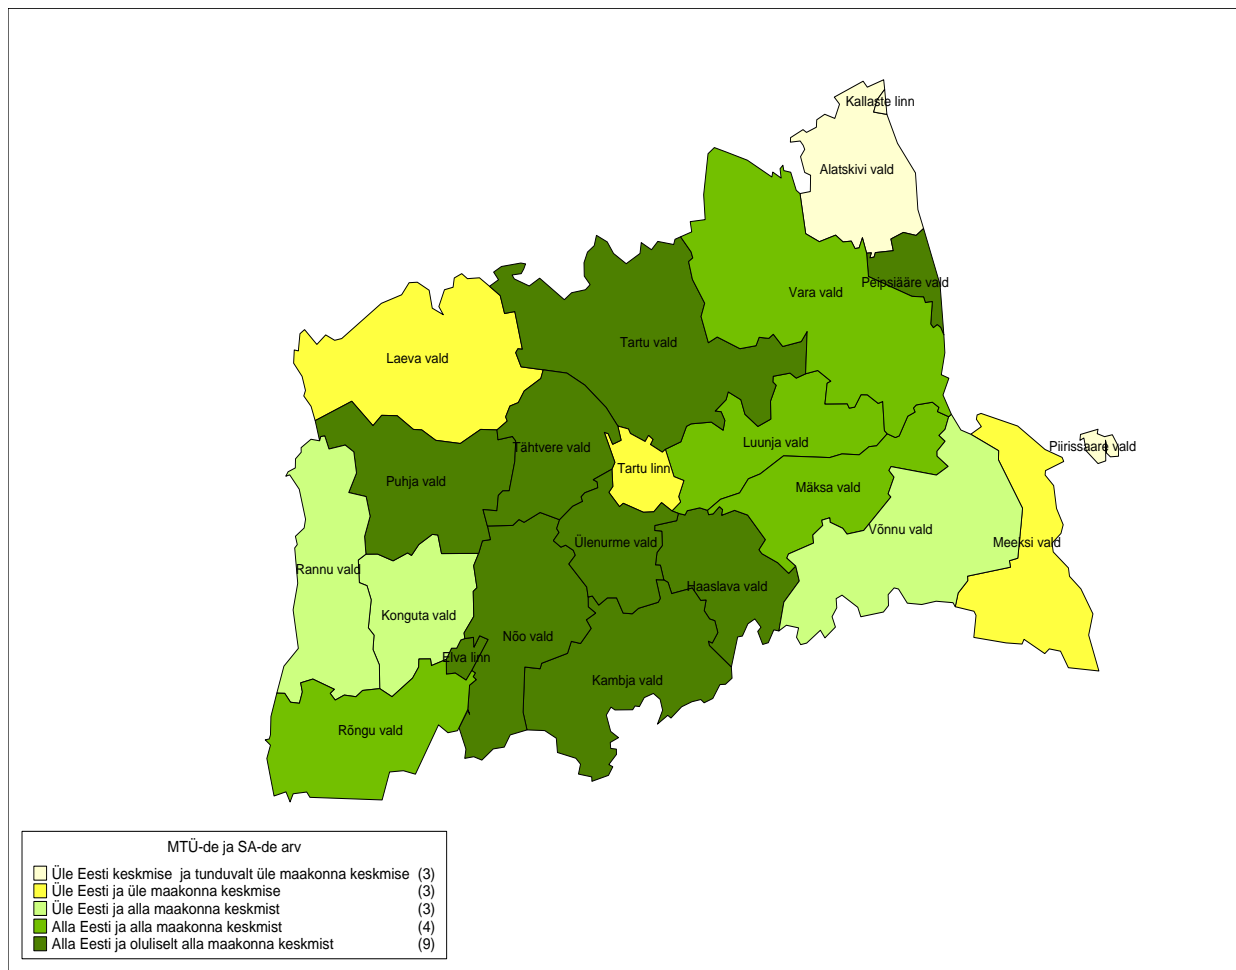 Kallaste linn
Alatskivi vald
Peipsiääre vald
Vara vald
Tartu vald
Laeva vald
Luunja vald
Piirissaare vald
Tähtvere vald
Tartu linn
Puhja vald
Mäksa vald
Võnnu vald
Meeksi vald
Ülenurme vald
Rannu vald
Haaslava vald
Konguta vald
Nõo vald
Elva linn
Kambja vald
Rõngu vald
MTÜ-de ja SA-de arv
Üle Eesti keskmise ja tunduvalt üle maakonna keskmise (3)
Üle Eesti ja üle maakonna keskmise (3)
Üle Eesti ja alla maakonna keskmist (3)
Alla Eesti ja alla maakonna keskmist (4)
Alla Eesti ja oluliselt alla maakonna keskmist (9)